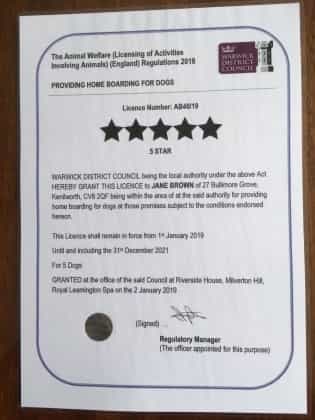 The Animal Welfare (Licensing of Activities
Involving Animals) (England) Regulations 2018
WARWICK
DISTRICT
COUNCIL
PROVIDING HOME BOARDING FOR DOGS
Licence Number: AB46/19
5 STAR
WARWICK DISTRICT COUNCIL being the local authority under the above Act
HEREBY GRANT THIS LICENCE to JANE BROWN of 27 Bullimore Grove,
Kenilworth, CV8 2QF being within the area of at the said authority for providing
home boarding for dogs at those premises subject to the conditions endorsed
hereon.
This Licence shall remain in force from 1st January 2019
Until and including the 31st December 2021
For 5 Dogs
GRANTED at the office of the said Council at Riverside House, Milverton Hill,
Royal Leamington Spa on the 2 January 2019
(Signed) ...
Regulatory Manager
(The officer appointed for this purpose)